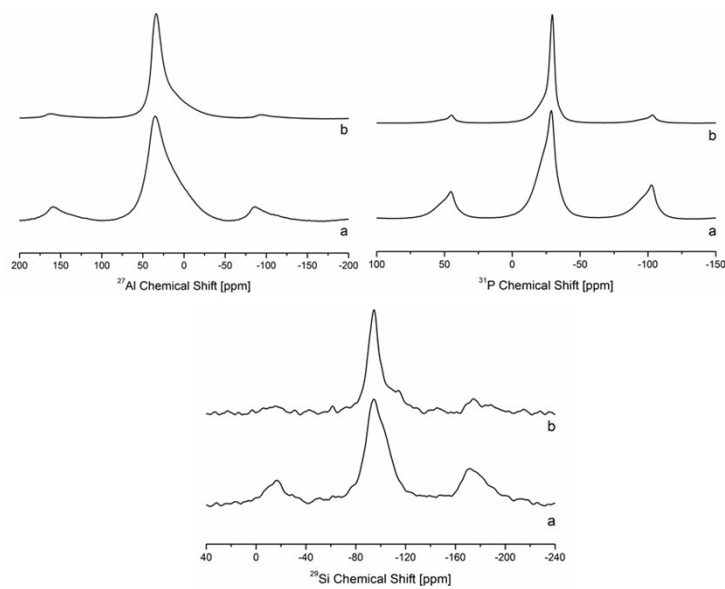 b
a
200 150 100 50 0 -50 -100 -150 -200
²⁷Al Chemical Shift [ppm]
b
a
100 50 0 -50 -100 -150
³¹P Chemical Shift [ppm]
b
a
40 0 -40 -80 -120 -160 -200 -240
²⁹Si Chemical Shift [ppm]